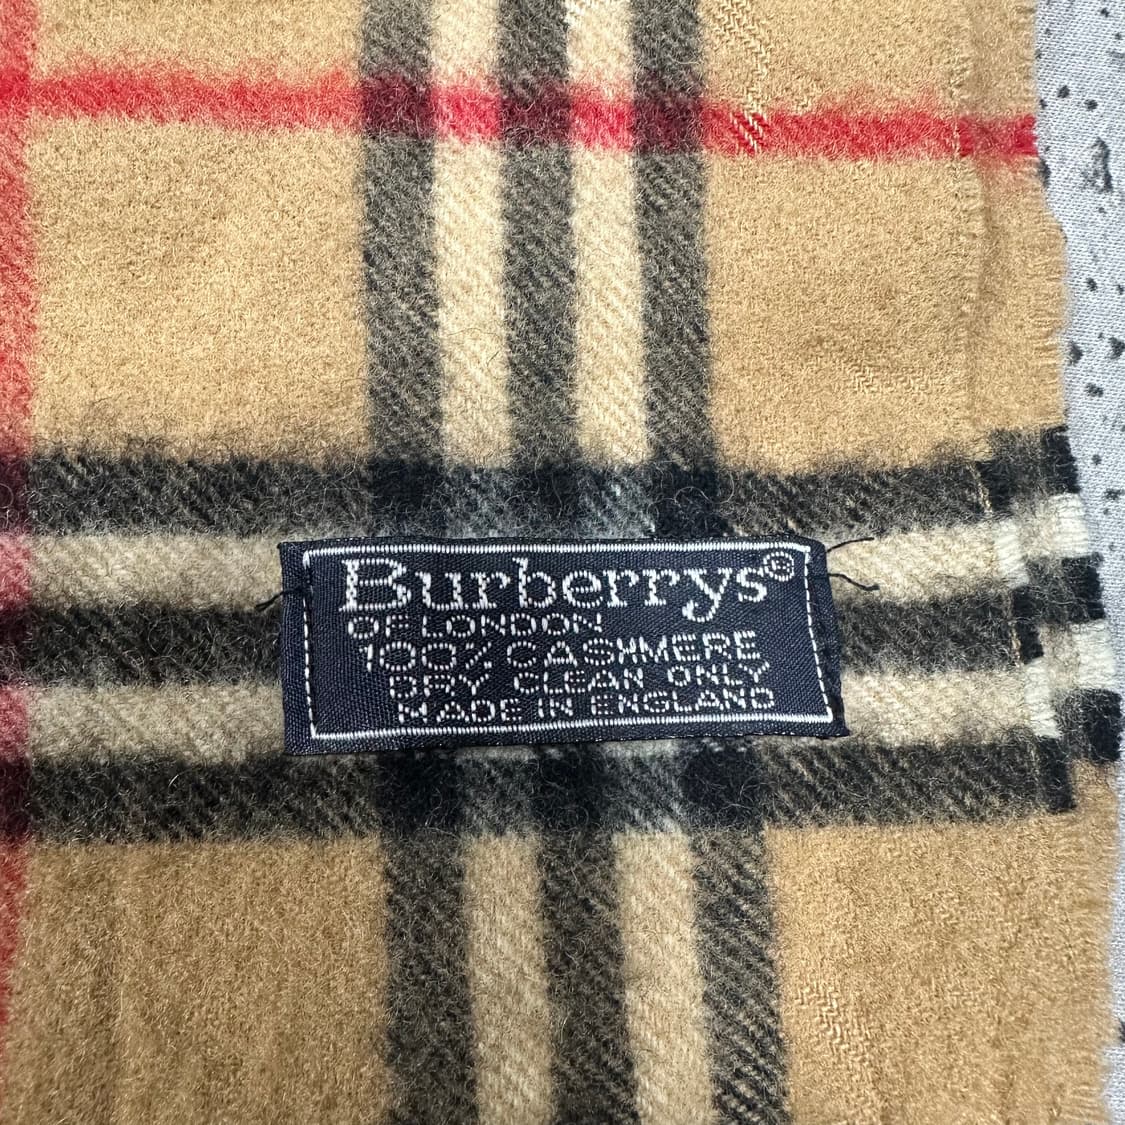 Burberrys®
OF LONDON
100% CASHMERE
DRY CLEAN ONLY
MADE IN ENGLAND